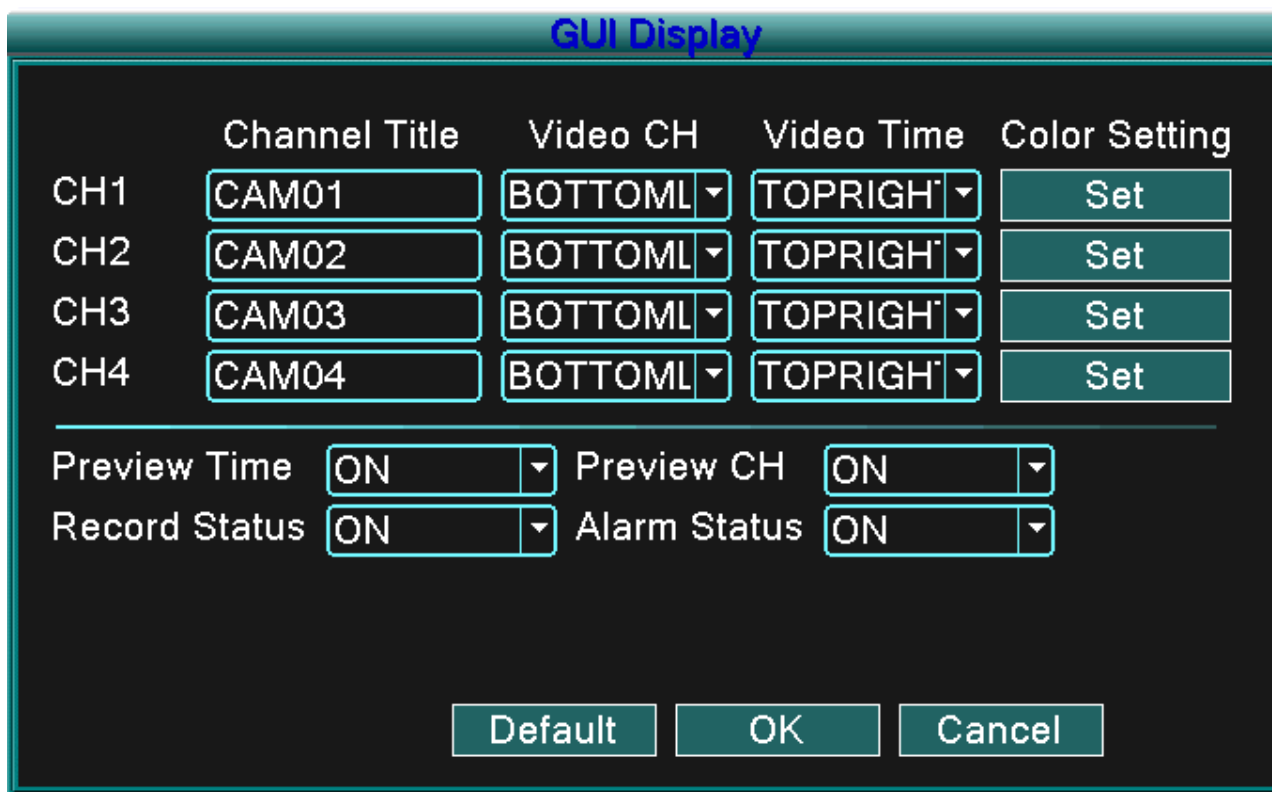 GUI Display
Channel Title Video CH Video Time Color Setting
CH1 CAM01 BOTTOML TOPRIGHT Set
CH2 CAM02 BOTTOML TOPRIGHT Set
CH3 CAM03 BOTTOML TOPRIGHT Set
CH4 CAM04 BOTTOML TOPRIGHT Set
Preview Time ON Preview CH ON
Record Status ON Alarm Status ON
Default OK Cancel